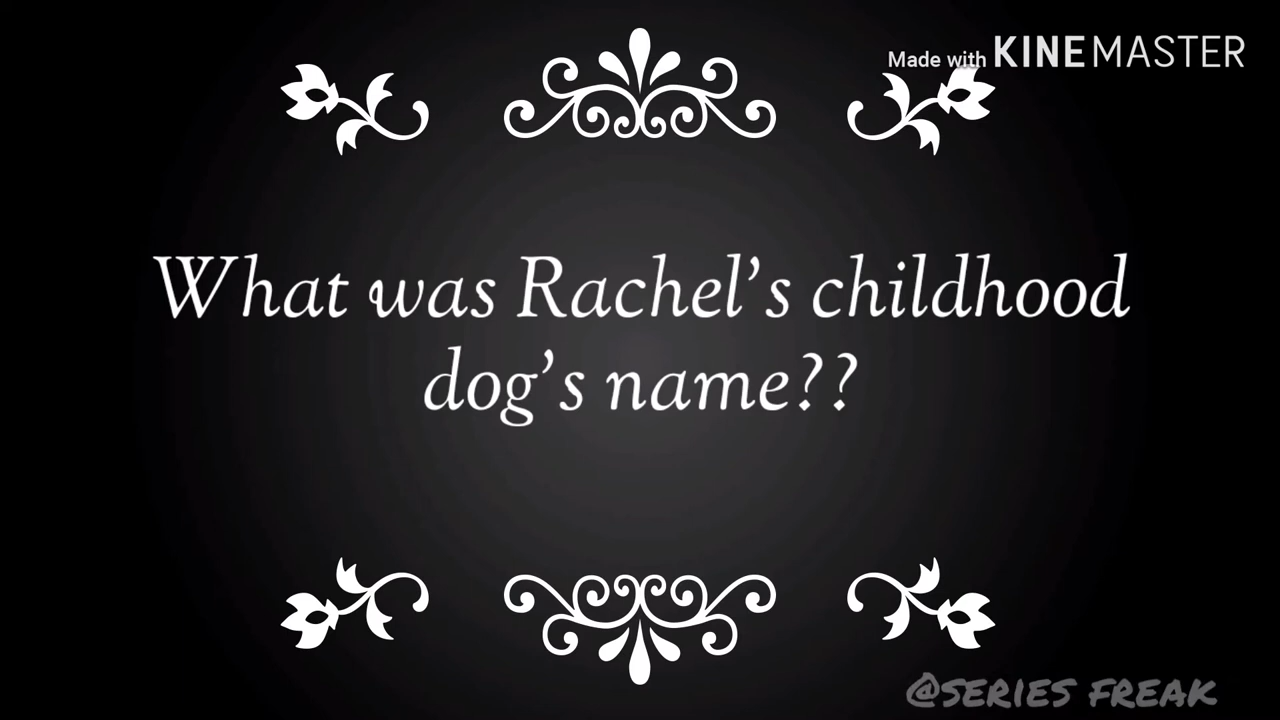 Made with KINEMASTER
What was Rachel's childhood
dog's name??
@SERIES FREAK